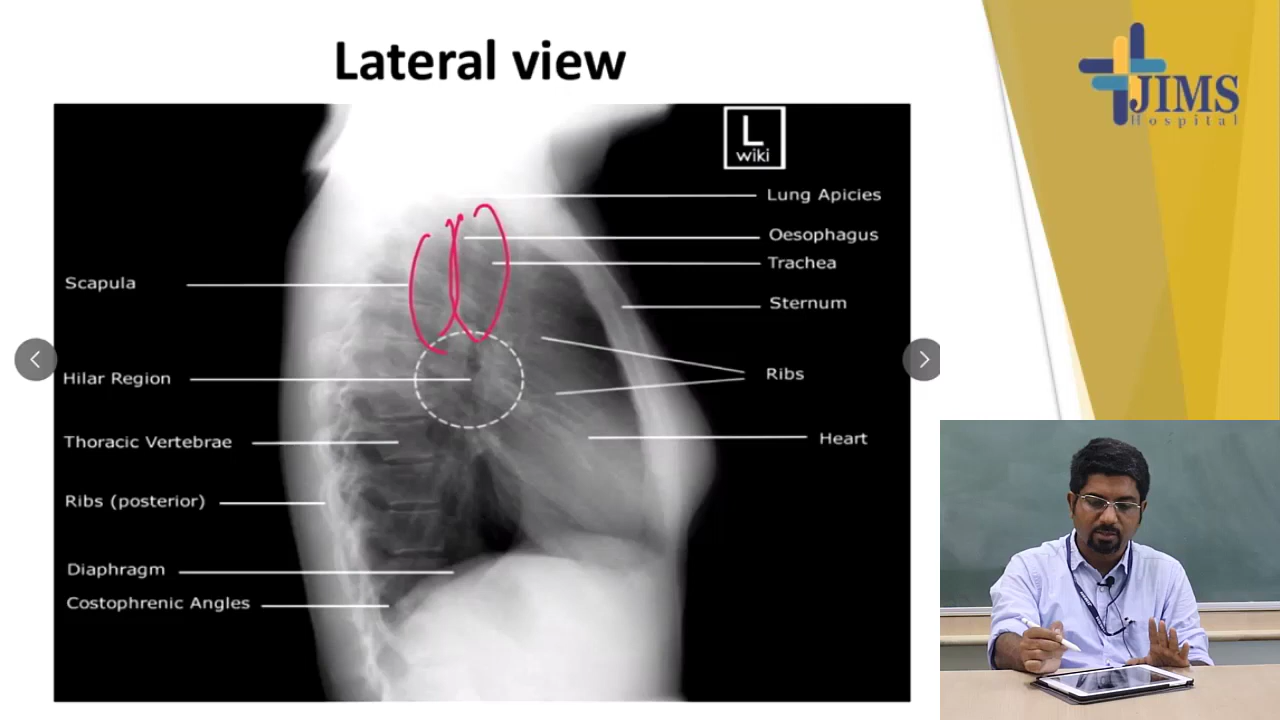 Lateral view
JIMS
Hospital
L
wiki
Lung Apicies
Oesophagus
Trachea
Scapula
Sternum
Hilar Region
Ribs
Thoracic Vertebrae
Heart
Ribs (posterior)
Diaphragm
Costophrenic Angles